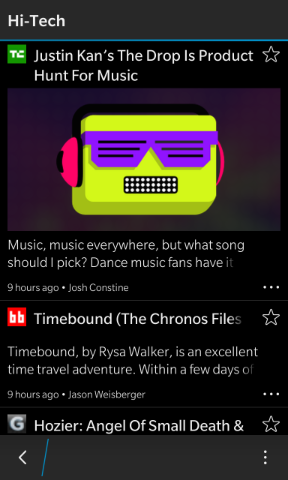 Hi-Tech
TC
Justin Kan's The Drop Is Product
Hunt For Music
Music, music everywhere, but what song
should I pick? Dance music fans have it
9 hours ago • Josh Constine
bb
Timebound (The Chronos Files
Timebound, by Rysa Walker, is an excellent
time travel adventure. Within a few days of
9 hours ago • Jason Weisberger
G
Hozier: Angel Of Small Death &